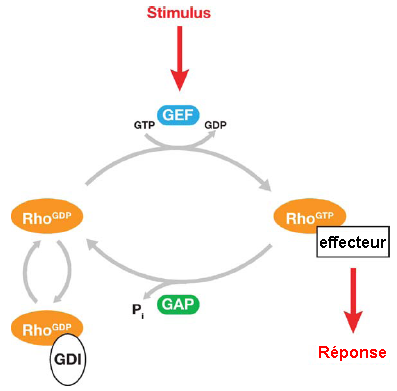 Stimulus
GEF
GTP
GDP
RhoGDP
RhoGTP
effecteur
Pi
GAP
RhoGDP
GDI
Réponse